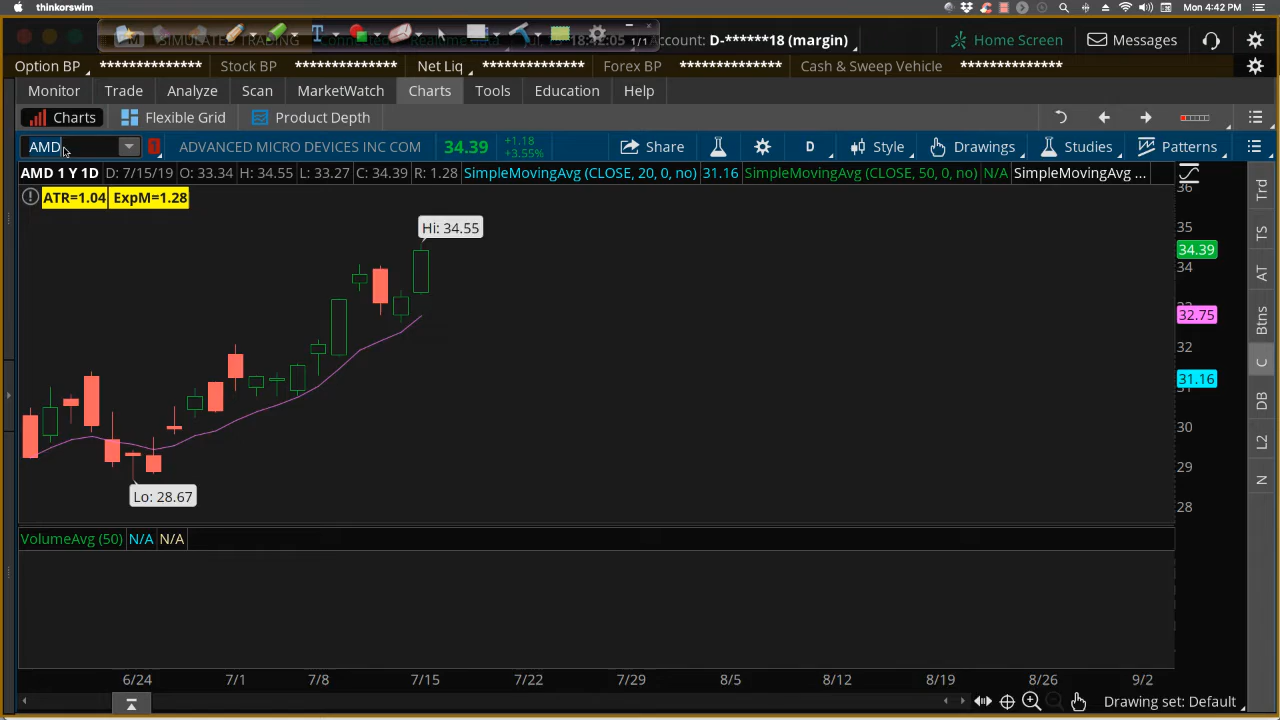 thinkorswim
Mon 4:42 PM
SIMULATED TRADING
1/1
Account: D-******18 (margin)
Home Screen
Messages
Option BP ************** Stock BP ************** Net Liq ************** Forex BP ************** Cash & Sweep Vehicle **************
Monitor Trade Analyze Scan MarketWatch Charts Tools Education Help
Charts Flexible Grid Product Depth
AMD 1 ADVANCED MICRO DEVICES INC COM 34.39 +1.18 +3.55% Share D Style Drawings Studies Patterns
AMD 1 Y 1D D: 7/15/19 O: 33.34 H: 34.55 L: 33.27 C: 34.39 R: 1.28 SimpleMovingAvg (CLOSE, 20, 0, no) 31.16 SimpleMovingAvg (CLOSE, 50, 0, no) N/A SimpleMovingAvg ...
ATR=1.04 ExpM=1.28
Hi: 34.55
Lo: 28.67
36
35
34.39
34
32.75
32
31.16
30
29
28
Trd
TS
AT
Btns
C
DB
L2
N
VolumeAvg (50) N/A N/A
6/24 7/1 7/8 7/15 7/22 7/29 8/5 8/12 8/19 8/26 9/2
Drawing set: Default